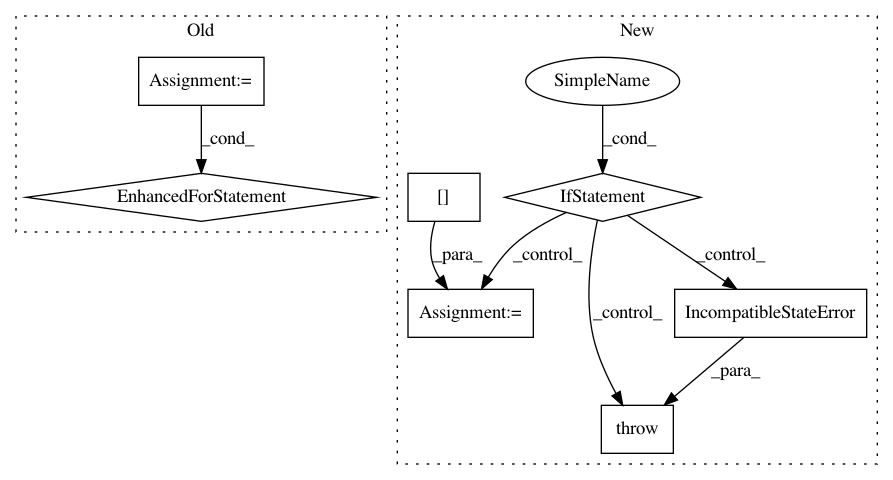 Old
New
Assignment:=
SimpleName
_cond_
_cond_
EnhancedForStatement
[]
IfStatement
_para_
_control_
_control_
_control_
Assignment:=
IncompatibleStateError
_para_
throw